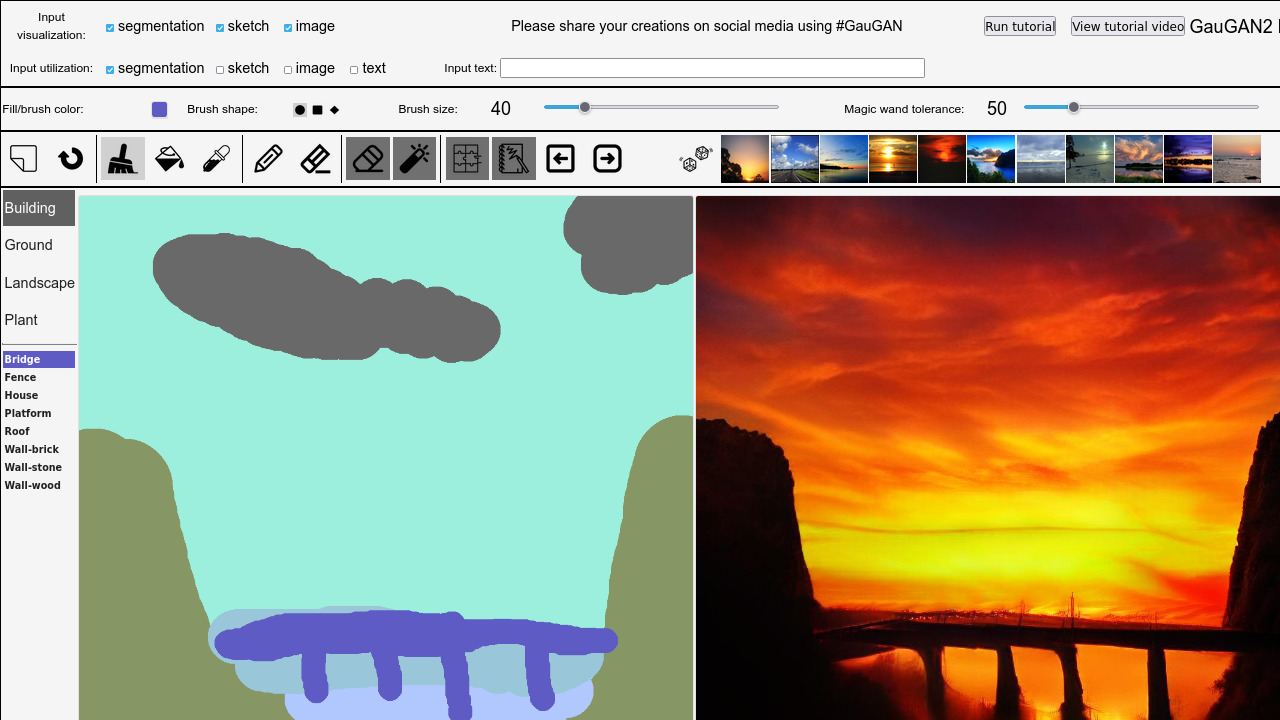 Input visualization: segmentation sketch image Please share your creations on social media using #GauGAN Run tutorial View tutorial video GauGAN2
Input utilization: segmentation sketch image text Input text:
Fill/brush color: Brush shape: Brush size: 40 Magic wand tolerance: 50
Building
Ground
Landscape
Plant
Bridge
Fence
House
Platform
Roof
Wall-brick
Wall-stone
Wall-wood